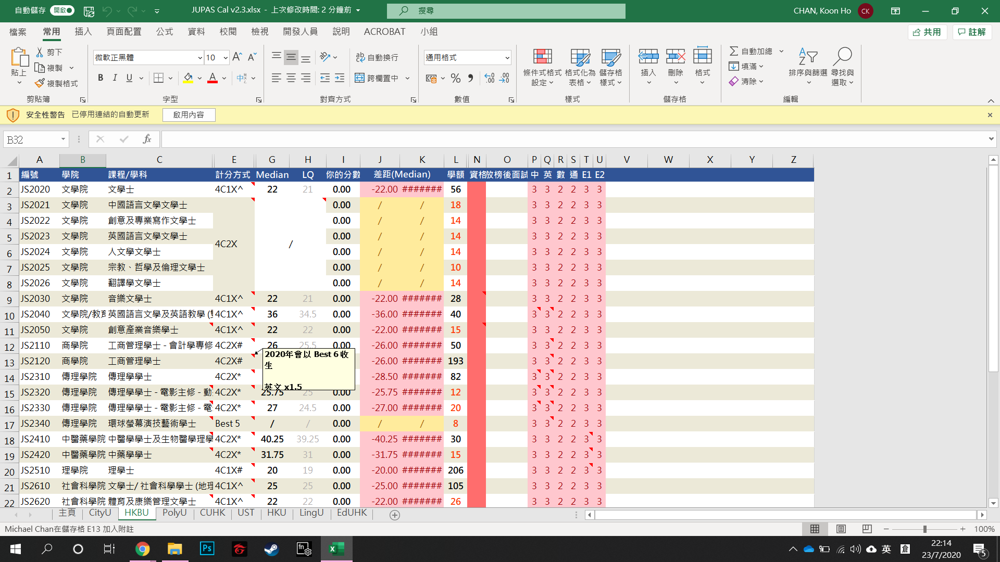 自動儲存 開啟 JUPAS Cal v2.3.xlsx - 上次修改時間: 2 分鐘前 搜尋 CHAN, Koon Ho CK
檔案 常用 插入 頁面配置 公式 資料 校閱 檢視 開發人員 說明 ACROBAT 小組 共用 註解
貼上 剪下 複製 複製格式 剪貼簿
微軟正黑體 10 B I U 字型
自動換行 跨欄置中 對齊方式
通用格式 % 數值
條件式格式設定 格式化為表格 儲存格樣式 樣式
插入 刪除 格式 儲存格
自動加總 填滿 清除 排序與篩選 尋找與選取 編輯
安全性警告 已停用連結的自動更新 啟用內容
B32 fx
A B C E G H I J K L N O P Q R S T U V W X Y Z
1 編號 學院 課程/學科 計分方式 Median LQ 你的分數 差距(Median) 學額 資格 放榜後面試 中 英 數 通 E1 E2
2 JS2020 文學院 文學士 4C1X^ 22 21 0.00 -22.00 ####### 56 3 3 2 2 3 3
3 JS2021 文學院 中國語言文學文學士 0.00 / / 18 3 3 2 2 3 3
4 JS2022 文學院 創意及專業寫作文學士 0.00 / / 14 3 3 2 2 3 3
5 JS2023 文學院 英國語言文學文學士 0.00 / / 14 3 3 2 2 3 3
4C2X /
6 JS2024 文學院 人文學文學士 0.00 / / 14 3 3 2 2 3 3
7 JS2025 文學院 宗教、哲學及倫理文學士 0.00 / / 10 3 3 2 2 3 3
8 JS2026 文學院 翻譯學文學士 0.00 / / 14 3 3 2 2 3 3
9 JS2030 文學院 音樂文學士 4C1X^ 22 21 0.00 -22.00 ####### 28 3 3 2 2 3 3
10 JS2040 文學院/教育 英國語言文學及英語教學 ( 4C1X^ 36 34.5 0.00 -36.00 ####### 40 3 3 2 2 3 3
11 JS2050 文學院 創意產業音樂學士 4C1X^ 22 22 0.00 -22.00 ####### 15 3 3 2 2 3 3
12 JS2110 商學院 工商管理學士 - 會計學專修 4C2X# 26 25.5 0.00 -26.00 ####### 50 3 3 2 2 3 3
13 JS2120 商學院 工商管理學士 4C2X# -26.00 ####### 193 3 3 2 2 3 3
2020年會以 Best 6 收
生
英文 x1.5
14 JS2310 傳理學院 傳理學學士 4C2X* -28.50 ####### 82 3 3 2 2 3 3
15 JS2320 傳理學院 傳理學學士 - 電影主修 - 動 4C2X* 25.75 25 0.00 -25.75 ####### 12 3 3 2 2 3 3
16 JS2330 傳理學院 傳理學學士 - 電影主修 - 電 4C2X* 27 24.5 0.00 -27.00 ####### 20 3 3 2 2 3 3
17 JS2340 傳理學院 環球螢幕演技藝術學士 Best 5 / / 0.00 / / 8 3 3 2 2 3 3
18 JS2410 中醫藥學院 中醫學學士及生物醫學理學 4C2X* 40.25 39.25 0.00 -40.25 ####### 30 3 3 2 2 3 3
19 JS2420 中醫藥學院 中藥學學士 4C2X* 31.75 31 0.00 -31.75 ####### 15 3 3 2 2 3 3
20 JS2510 理學院 理學士 4C1X# 20 19 0.00 -20.00 ####### 206 3 3 2 2 3 3
21 JS2610 社會科學院 文學士/ 社會科學學士 (地理 4C1X^ 25 25 0.00 -25.00 ####### 105 3 3 2 2 3 3
22 JS2620 社會科學院 體育及康樂管理文學士 4C1X^ 22 22 0.00 -22.00 ####### 26 3 3 2 2 3 3
主頁 CityU HKBU PolyU CUHK UST HKU LingU EdUHK
Michael Chan在儲存格 E13 加入附註 100%
Ps fn 英 倉 22:14
23/7/2020 5